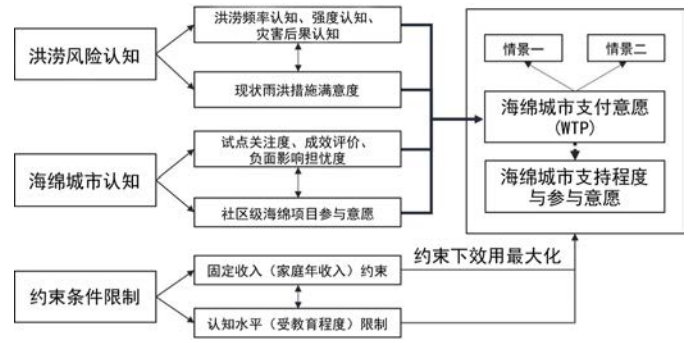 洪涝风险认知
洪涝频率认知、强度认知、
灾害后果认知
现状雨洪措施满意度
海绵城市认知
试点关注度、成效评价、
负面影响担忧度
社区级海绵项目参与意愿
约束条件限制
固定收入（家庭年收入）约束
认知水平（受教育程度）限制
约束下效用最大化
情景一
情景二
海绵城市支付意愿
(WTP)
海绵城市支持程度
与参与意愿